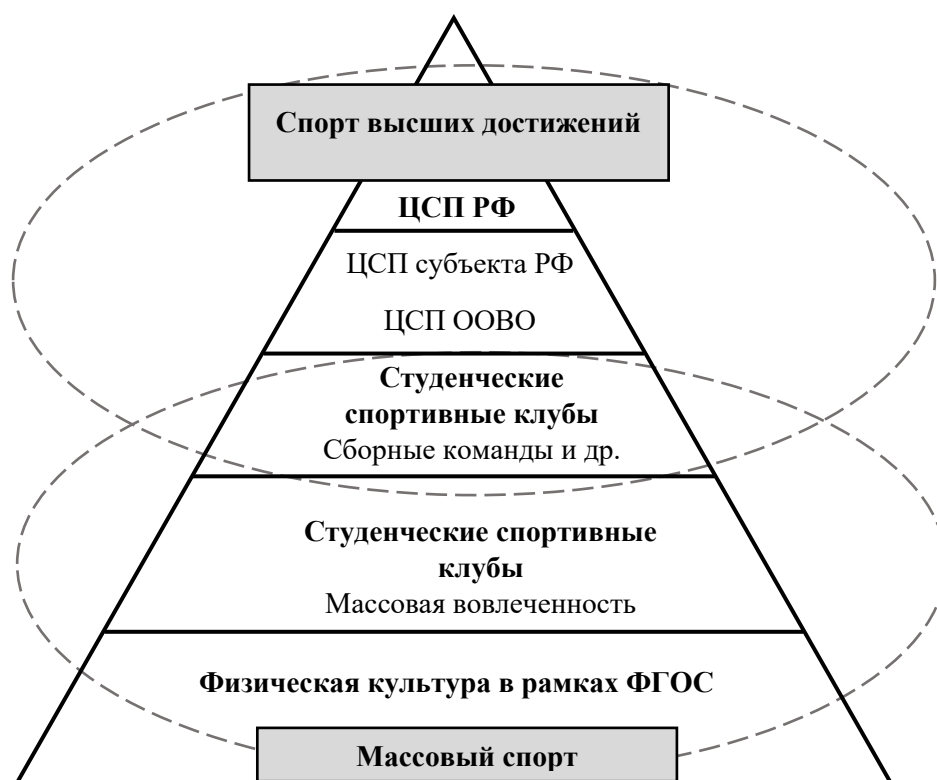 Спорт высших достижений
ЦСП РФ
ЦСП субъекта РФ
ЦСП ООВО
Студенческие
спортивные клубы
Сборные команды и др.
Студенческие спортивные
клубы
Массовая вовлеченность
Физическая культура в рамках ФГОС
Массовый спорт